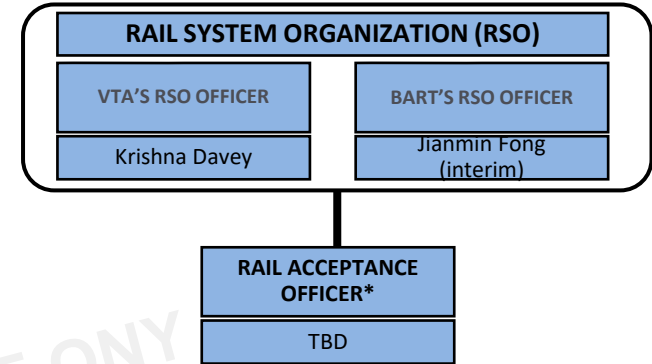 RAIL SYSTEM ORGANIZATION (RSO)
VTA'S RSO OFFICER
BART'S RSO OFFICER
Krishna Davey
Jianmin Fong
(interim)
RAIL ACCEPTANCE
OFFICER*
TBD
ONY